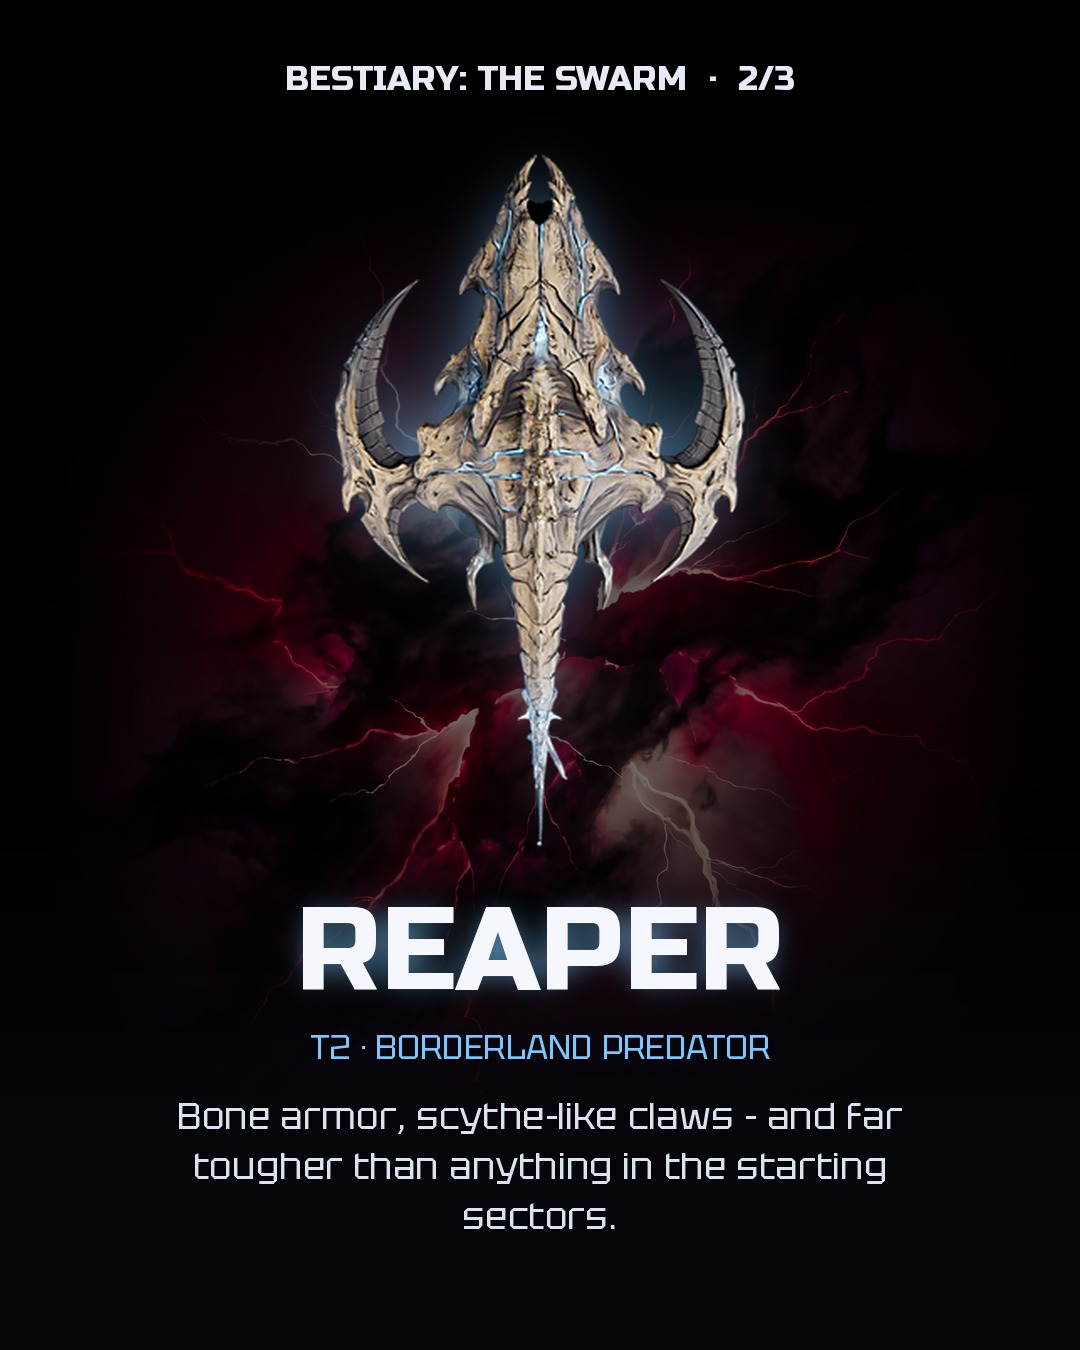 BESTIARY: THE SWARM · 2/3
REAPER
T2 · BORDERLAND PREDATOR
Bone armor, scythe-like claws - and far
tougher than anything in the starting
sectors.